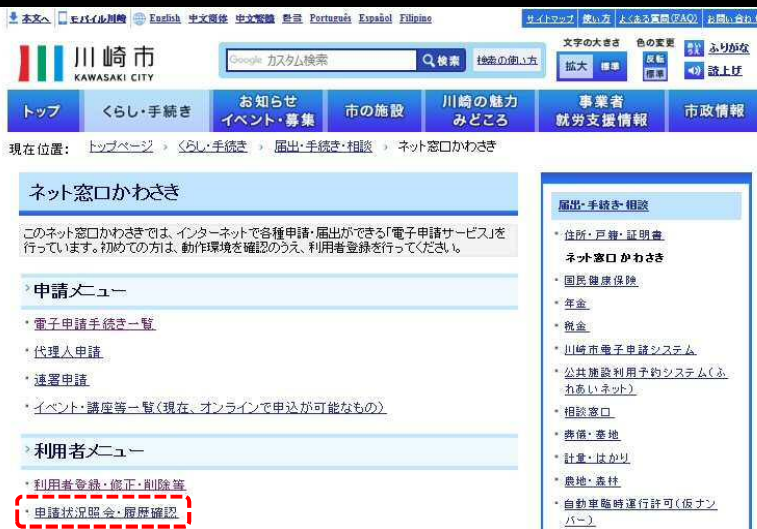 本文へ モバイル川崎 English 中文简体 中文繁體 한글 Português Español Filipino
サイトマップ 使い方 よくある質問(FAQ) お問い合わ
川崎市
KAWASAKI CITY
Google カスタム検索 検索 検索の使い方
文字の大きさ 色の変更
拡大 標準 反転 標準
ふりがな
読上げ
トップ くらし・手続き お知らせ イベント・募集 市の施設 川崎の魅力 みどころ 事業者 就労支援情報 市政情報
現在位置: トップページ › くらし・手続き › 届出・手続き・相談 › ネット窓口かわさき
ネット窓口かわさき
このネット窓口かわさきでは、インターネットで各種申請・届出ができる「電子申請サービス」を
行っています。初めての方は、動作環境を確認のうえ、利用者登録を行ってください。
申請メニュー
電子申請手続き一覧
代理人申請
連署申請
イベント・講座等一覧(現在、オンラインで申込が可能なもの)
利用者メニュー
利用者登録・修正・削除等
申請状況照会・履歴確認
届出・手続き・相談
住所・戸籍・証明書
ネット窓口かわさき
国民健康保険
年金
税金
川崎市電子申請システム
公共施設利用予約システム(ふ
れあいネット)
相談窓口
葬儀・墓地
計量・はかり
農地・森林
自動車臨時運行許可(仮ナン
バー)